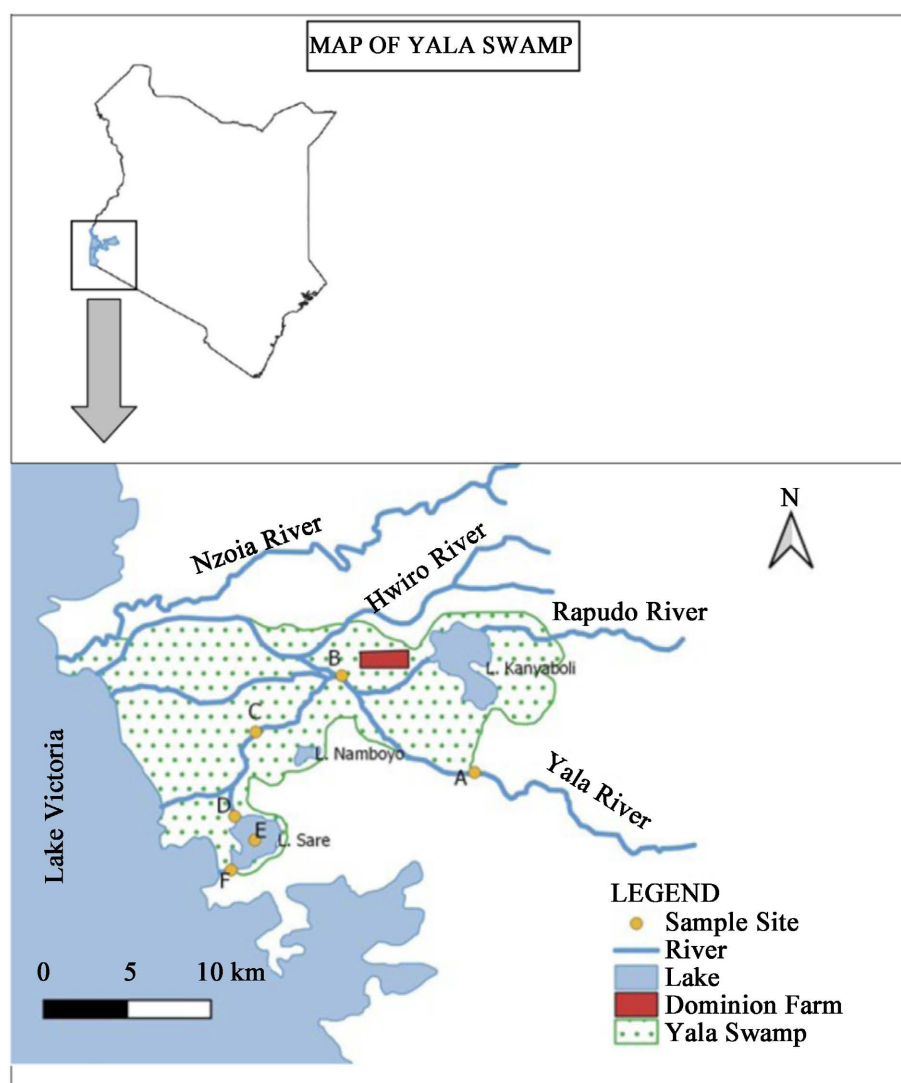 MAP OF YALA SWAMP
Nzoia River
Hwiro River
N
Rapudo River
B
L. Kanyaboli
C
L. Namboyo
A
Yala River
Lake Victoria
D
E
L. Sare
F
LEGEND
Sample Site
River
Lake
Dominion Farm
Yala Swamp
0 5 10 km